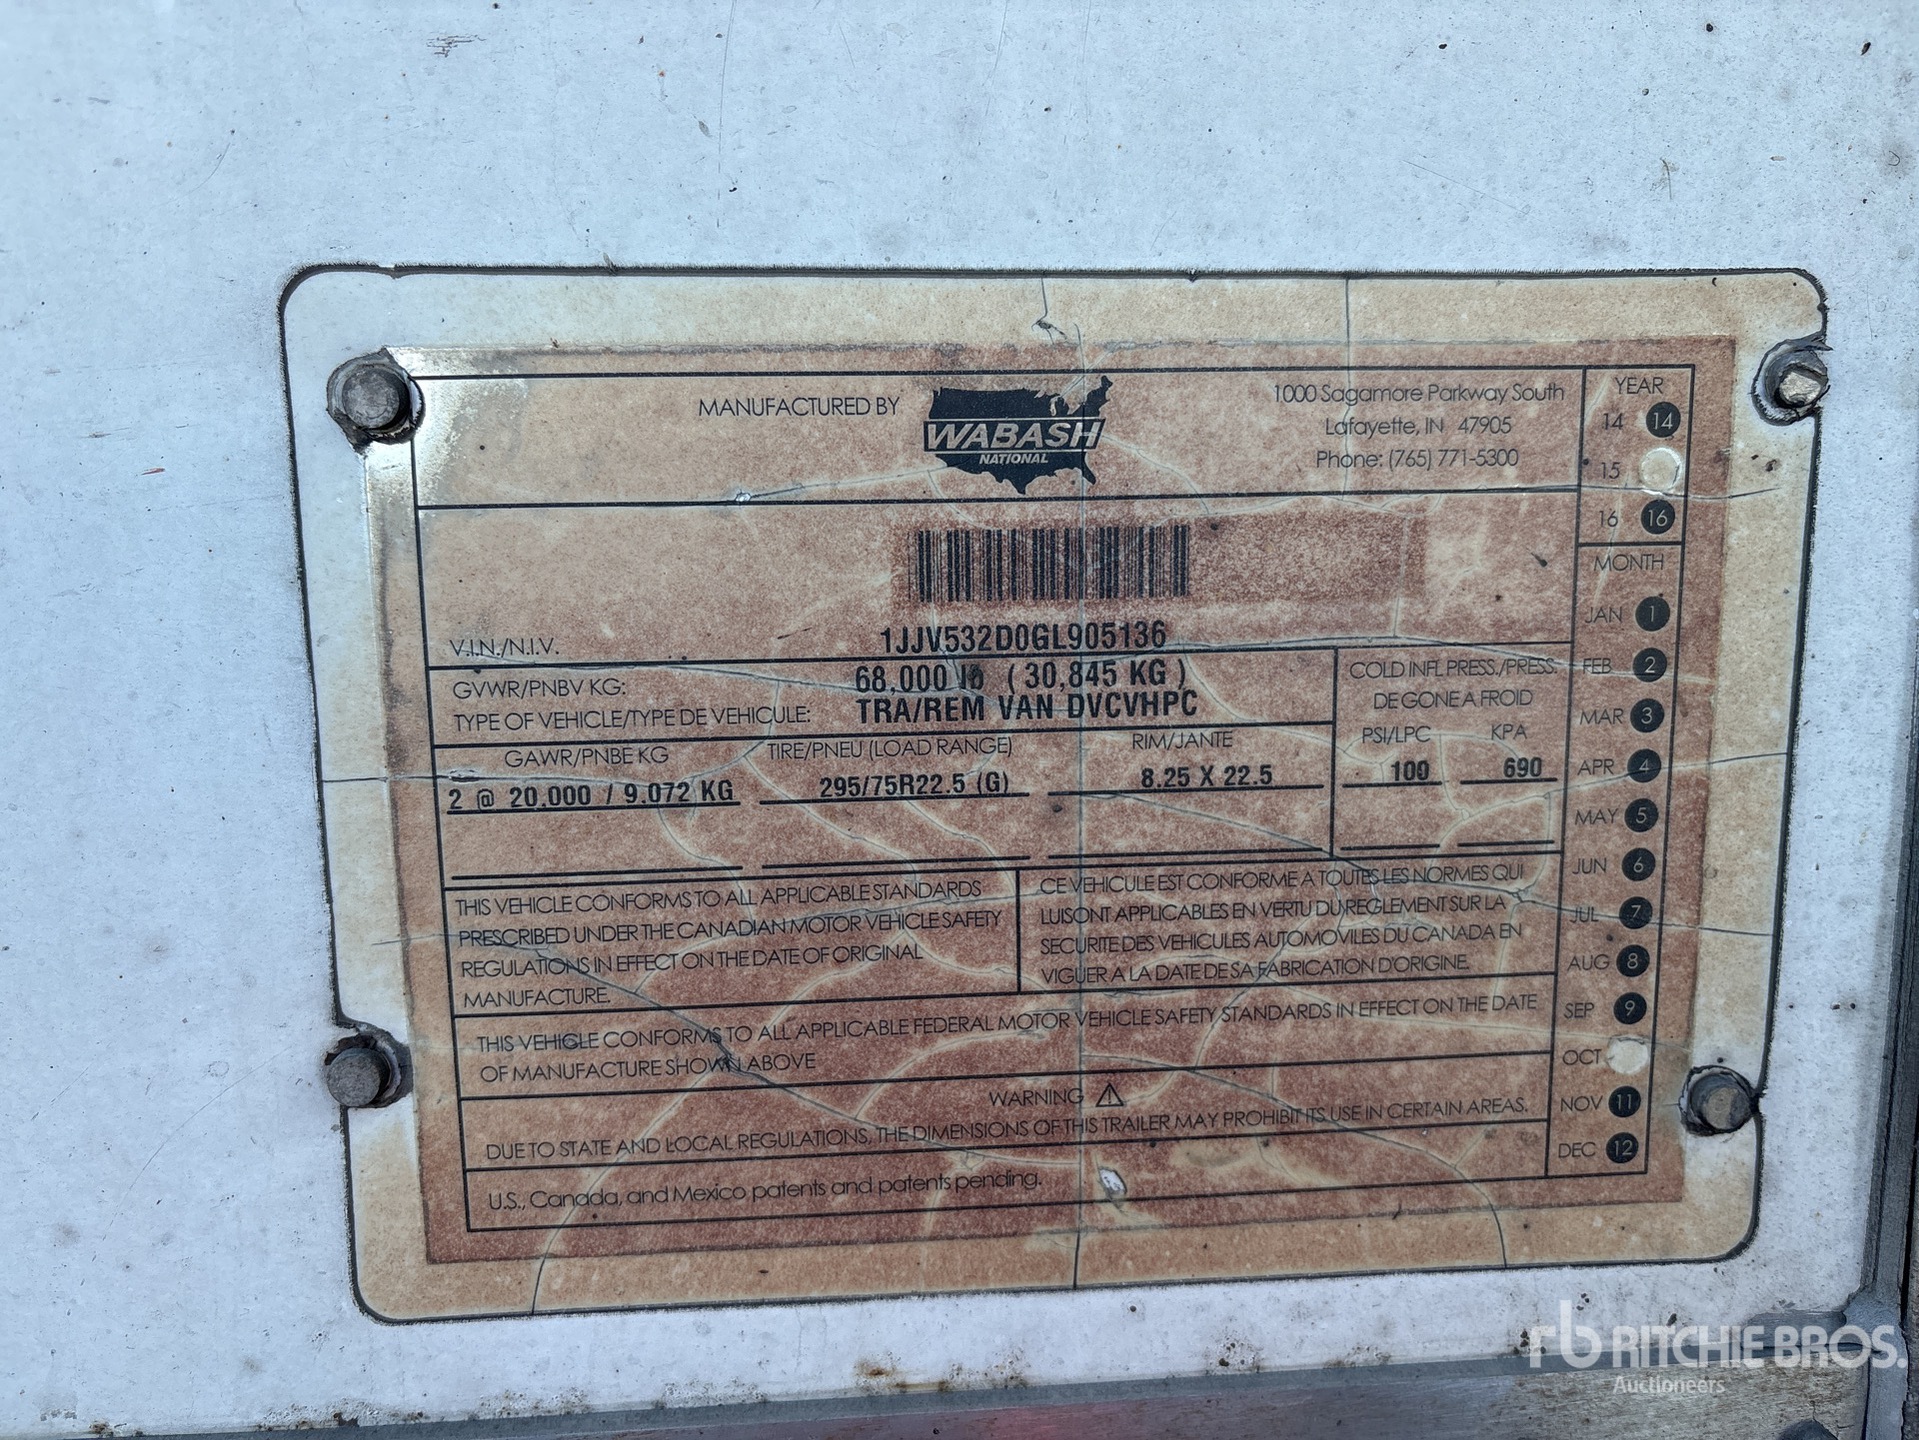 MANUFACTURED BY
WABASH
NATIONAL
1000 Sagamore Parkway South
Lafayette, IN 47905
Phone: (765) 771-5300
YEAR
14 14
15
16 16
MONTH
JAN 1
FEB 2
MAR 3
APR 4
MAY 5
JUN 6
JUL 7
AUG 8
SEP 9
OCT
NOV 11
DEC 12
V.I.N./N.I.V. 1JJV532D0GL905136
GVWR/PNBV KG: 68,000 lb ( 30,845 KG )
TYPE OF VEHICLE/TYPE DE VEHICULE: TRA/REM VAN DVCVHPC
COLD INFL PRESS./PRESS.
DE GONE A FROID
PSI/LPC KPA
GAWR/PNBE KG TIRE/PNEU (LOAD RANGE) RIM/JANTE
2 @ 20,000 / 9,072 KG 295/75R22.5 (G) 8.25 X 22.5 100 690
THIS VEHICLE CONFORMS TO ALL APPLICABLE STANDARDS
PRESCRIBED UNDER THE CANADIAN MOTOR VEHICLE SAFETY
REGULATIONS IN EFFECT ON THE DATE OF ORIGINAL
MANUFACTURE.
CE VEHICULE EST CONFORME A TOUTES LES NORMES QUI
LUI SONT APPLICABLES EN VERTU DU REGLEMENT SUR LA
SECURITE DES VEHICULES AUTOMOVILES DU CANADA EN
VIGUER A LA DATE DE SA FABRICATION D'ORIGINE.
THIS VEHICLE CONFORMS TO ALL APPLICABLE FEDERAL MOTOR VEHICLE SAFETY STANDARDS IN EFFECT ON THE DATE
OF MANUFACTURE SHOWN ABOVE
WARNING
DUE TO STATE AND LOCAL REGULATIONS, THE DIMENSIONS OF THIS TRAILER MAY PROHIBIT ITS USE IN CERTAIN AREAS.
U.S., Canada, and Mexico patents and patents pending.
rb RITCHIE BROS.
Auctioneers